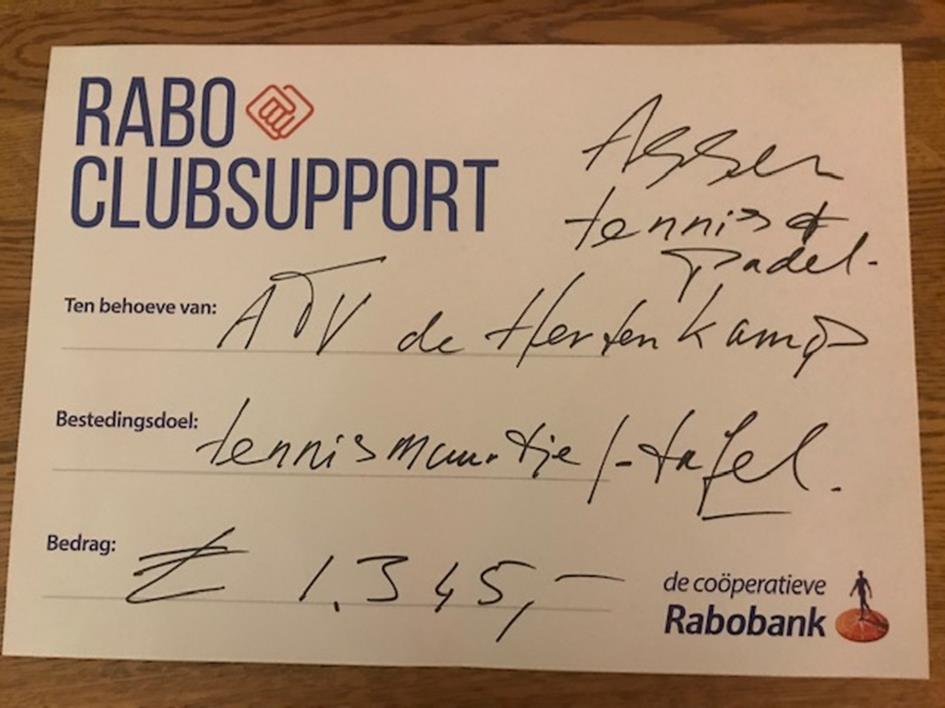 RABO
CLUBSUPPORT
Assen
tennis &
padel.
Ten behoeve van: ATV de Hertenkamp
Bestedingsdoel: tennismuurtje/-tafel.
Bedrag: € 1.345,-
de coöperatieve
Rabobank